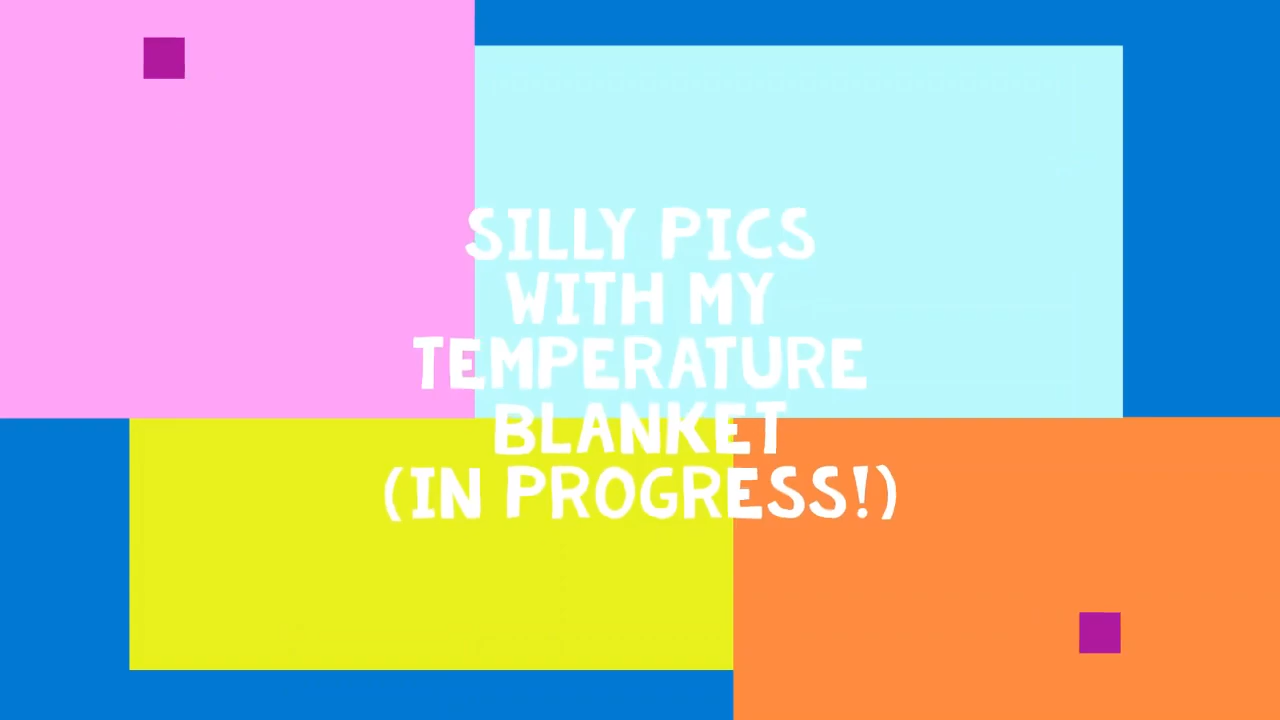 SILLY PICS
WITH MY
TEMPERATURE
BLANKET
(IN PROGRESS!)